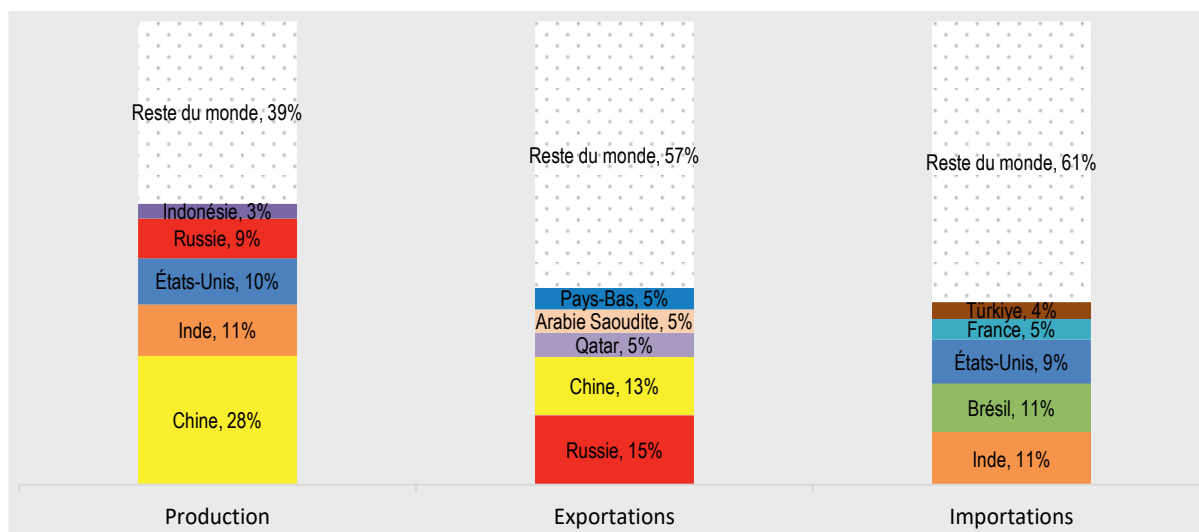 Reste du monde, 39%
Indonésie, 3%
Russie, 9%
États-Unis, 10%
Inde, 11%
Chine, 28%
Production
Reste du monde, 57%
Pays-Bas, 5%
Arabie Saoudite, 5%
Qatar, 5%
Chine, 13%
Russie, 15%
Exportations
Reste du monde, 61%
Türkiye, 4%
France, 5%
États-Unis, 9%
Brésil, 11%
Inde, 11%
Importations